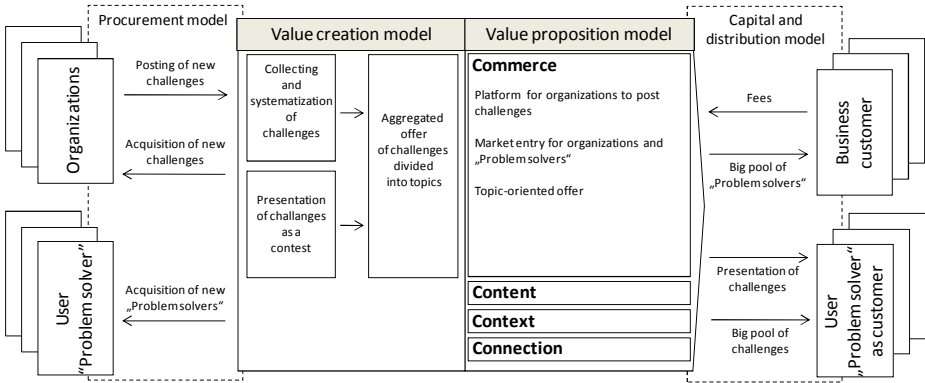 Procurement model
Organizations
Posting of new
challenges
Acquisition of new
challenges
User
“Problem solver”
Acquisition of new
„Problem solvers“
Value creation model
Collecting
and
systematization
of
challenges
Presentation
of challanges
as a
contest
Aggregated
offer
of challenges
divided
into topics
Value proposition model
Commerce
Platform for organizations to post
challenges
Market entry for organizations and
„Problem solvers“
Topic-oriented offer
Content
Context
Connection
Capital and
distribution model
Fees
Big pool of
„Problem solvers“
Business
customer
Presentation of
challenges
Big pool of
challenges
User
„Problem solver“
as customer